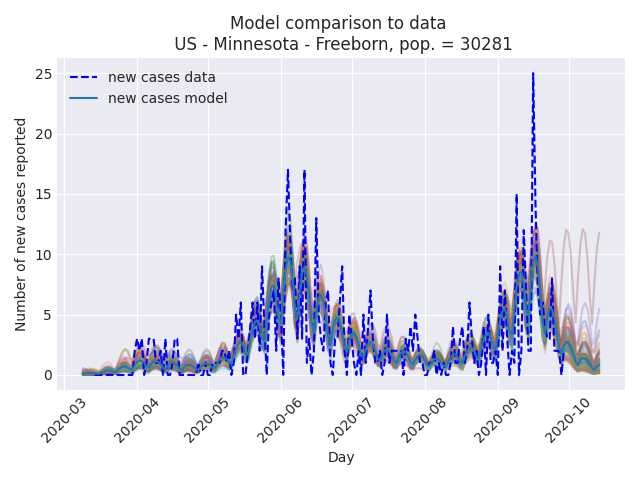 Model comparison to data
US - Minnesota - Freeborn, pop. = 30281
new cases data
new cases model
Number of new cases reported
25
20
15
10
5
0
2020-03
2020-04
2020-05
2020-06
2020-07
2020-08
2020-09
2020-10
Day